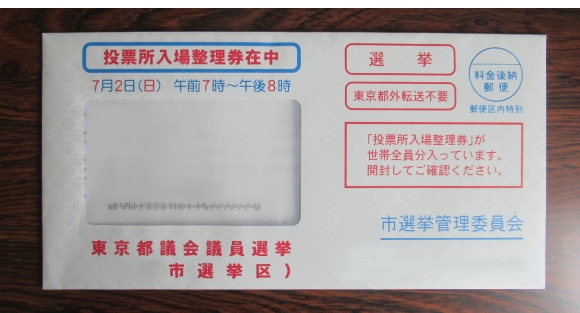 投票所入場整理券在中
7月2日(日) 午前7時～午後8時
選挙
東京都外転送不要
料金後納
郵便
郵便区内特別
「投票所入場整理券」が
世帯全員分入っています。
開封してご確認ください。
市選挙管理委員会
東京都議会議員選挙
市選挙区)